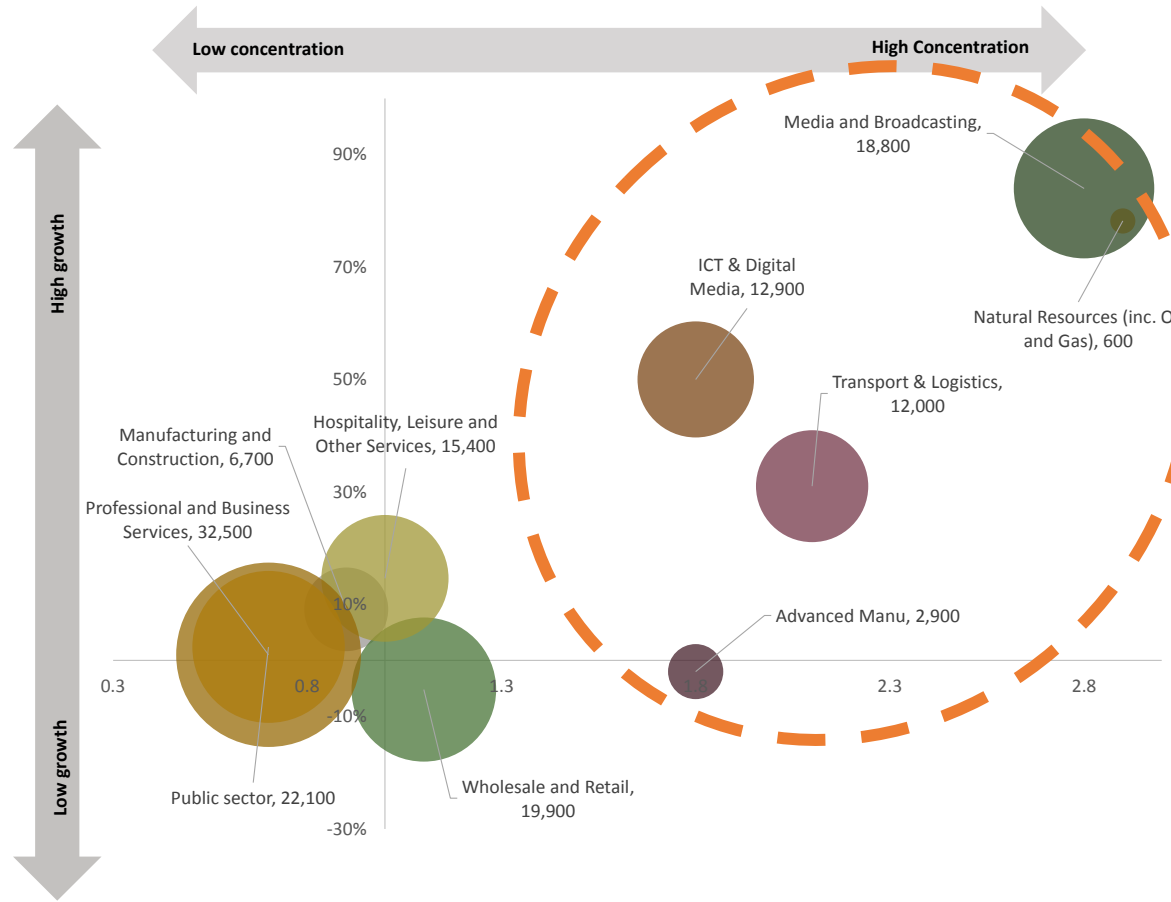 Low concentration
High Concentration
High growth
Low growth
Media and Broadcasting,
18,800
90%
70%
ICT & Digital
Media, 12,900
Natural Resources (inc. O
and Gas), 600
50%
Transport & Logistics,
12,000
Hospitality, Leisure and
Other Services, 15,400
Manufacturing and
Construction, 6,700
30%
Professional and Business
Services, 32,500
10%
Advanced Manu, 2,900
0.3
0.8
1.3
1.8
2.3
2.8
-10%
Public sector, 22,100
Wholesale and Retail,
19,900
-30%